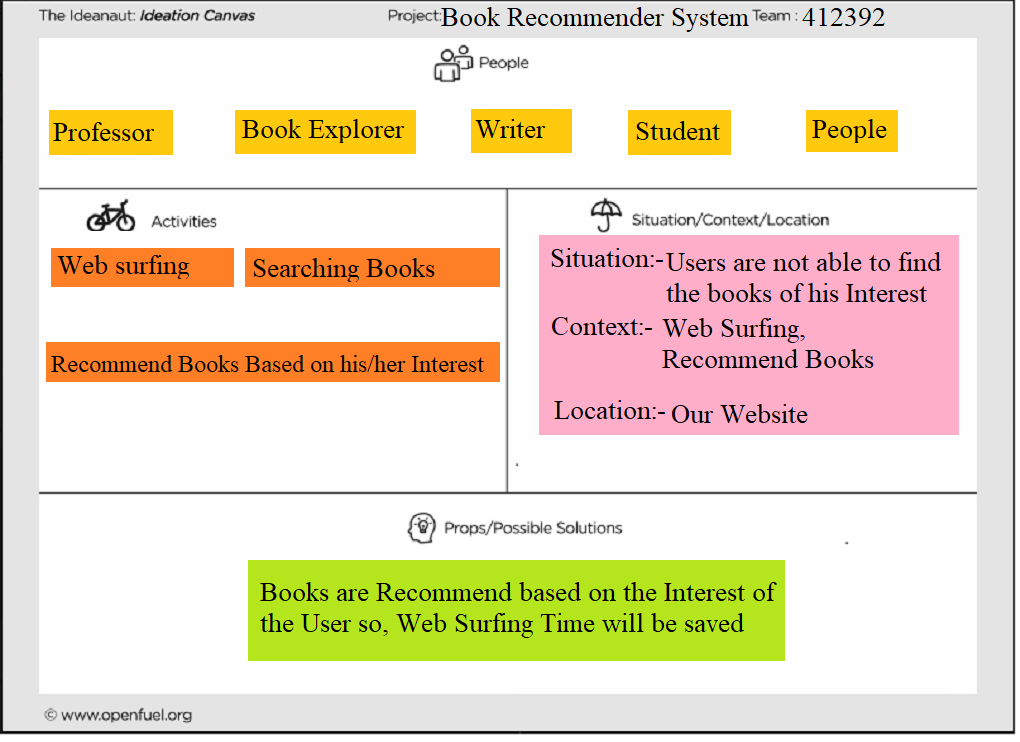 The Ideanaut: Ideation Canvas Project: Book Recommender System Team : 412392
People
Professor Book Explorer Writer Student People
Activities
Web surfing Searching Books
Recommend Books Based on his/her Interest
Situation/Context/Location
Situation:- Users are not able to find
the books of his Interest
Context:- Web Surfing,
Recommend Books
Location:- Our Website
Props/Possible Solutions
Books are Recommend based on the Interest of
the User so, Web Surfing Time will be saved
© www.openfuel.org